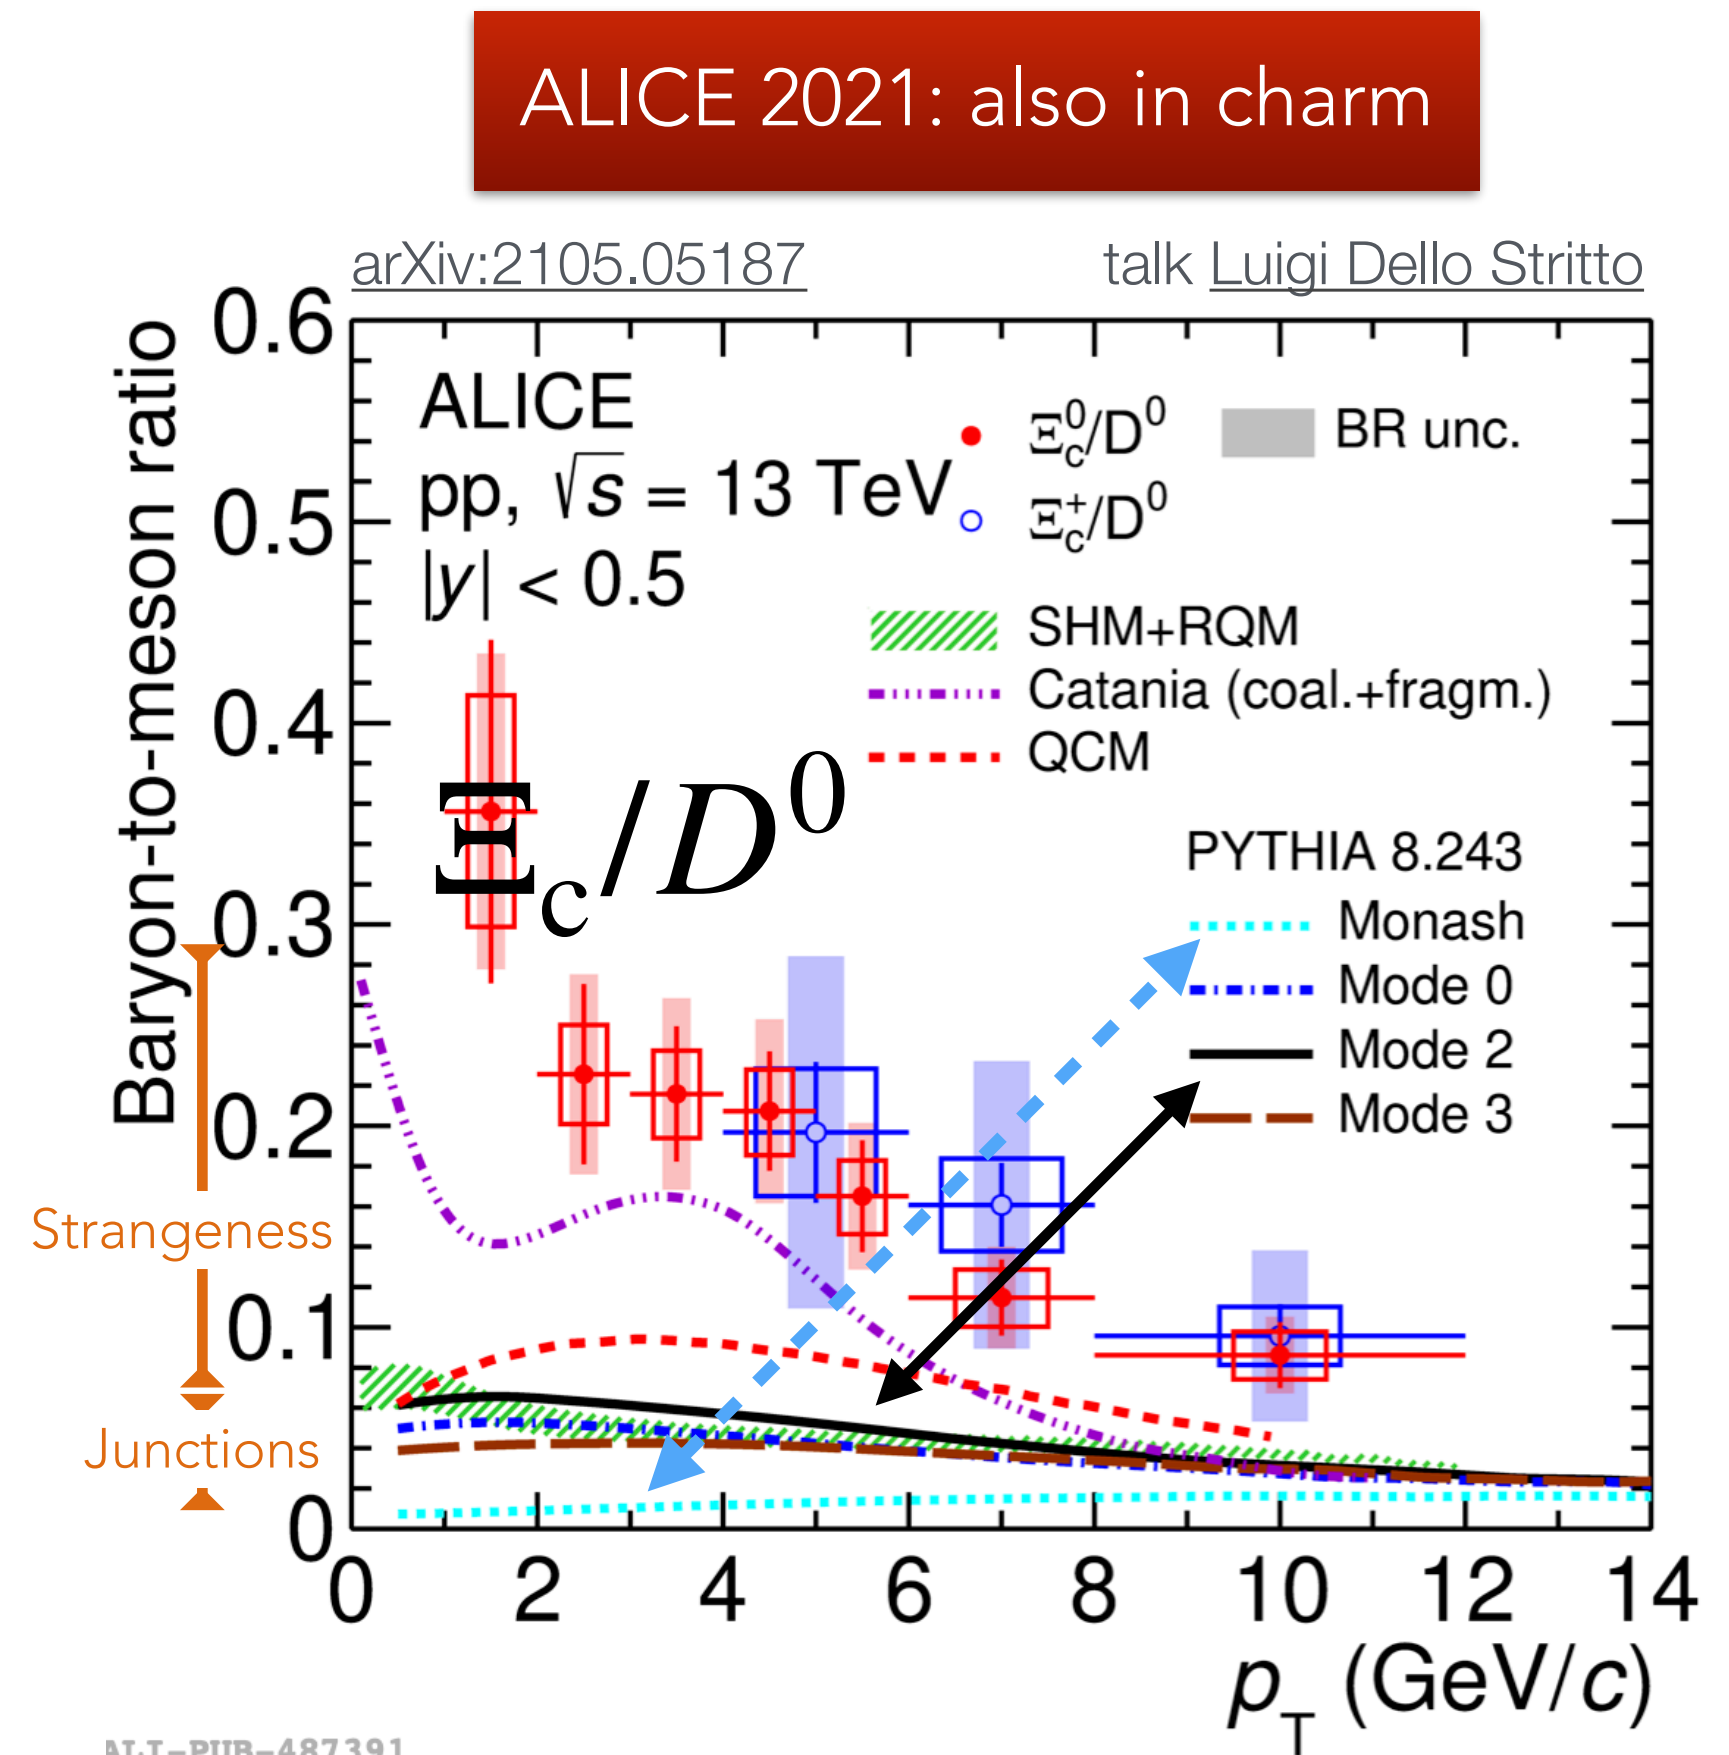 ALICE 2021: also in charm
arXiv:2105.05187
talk Luigi Dello Stritto
Baryon-to-meson ratio
0.6
0.5
0.4
0.3
0.2
0.1
0
ALICE
pp, √s = 13 TeV
|y| < 0.5
Ξc⁰/D⁰
BR unc.
Ξc⁺/D⁰
SHM+RQM
Catania (coal.+fragm.)
QCM
Ξc/D⁰
PYTHIA 8.243
Monash
Mode 0
Mode 2
Mode 3
Strangeness
Junctions
0 2 4 6 8 10 12 14
pT (GeV/c)
ALI-PUB-487391